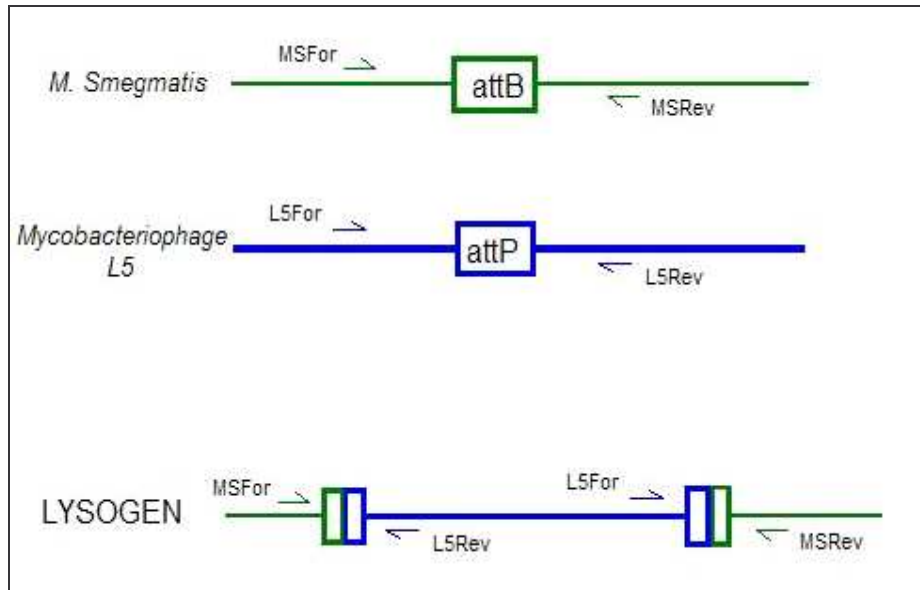 MSFor
M. Smegmatis
attB
MSRev
L5For
Mycobacteriophage
L5
attP
L5Rev
MSFor
L5For
LYSOGEN
L5Rev
MSRev